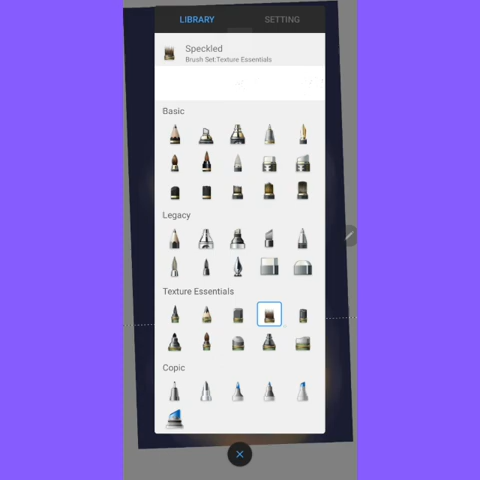 LIBRARY
SETTING
Speckled
Brush Set:Texture Essentials
Basic
Legacy
Texture Essentials
Copic